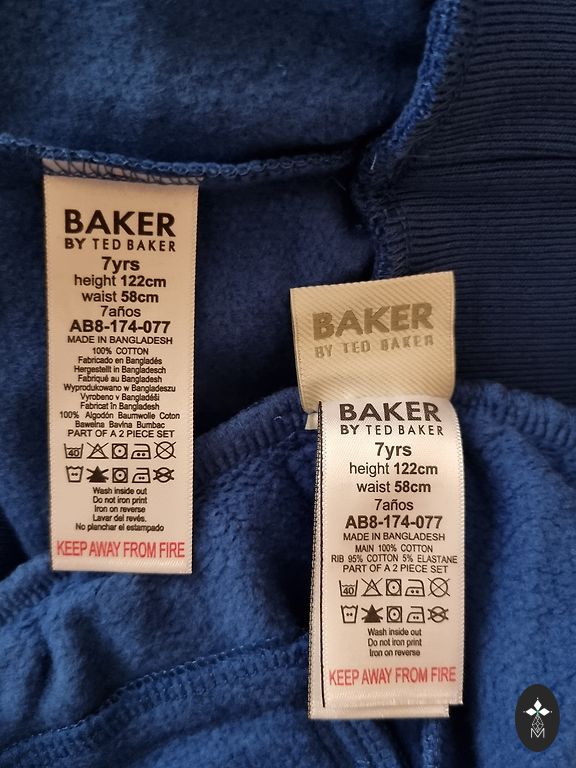 BAKER
BY TED BAKER
7yrs
height 122cm
waist 58cm
7años
AB8-174-077
MADE IN BANGLADESH
100% COTTON
Fabricado en Bangladés
Hergestellt in Bangladesch
Fabriqué au Bangladesh
Wyprodukowano w Bangladeszu
Vyrobeno v Bangladéši
Fabricat în Bangladesh
100% Algodón Baumwolle Coton
Bawełna Bavlna Bumbac
PART OF A 2 PIECE SET
40
Wash inside out
Do not iron print
Iron on reverse
Lavar del revés.
No planchar el estampado
KEEP AWAY FROM FIRE
BAKER
BY TED BAKER
BAKER
BY TED BAKER
7yrs
height 122cm
waist 58cm
7años
AB8-174-077
MADE IN BANGLADESH
MAIN 100% COTTON
RIB 95% COTTON 5% ELASTANE
PART OF A 2 PIECE SET
40
Wash inside out
Do not iron print
Iron on reverse
KEEP AWAY FROM FIRE
M